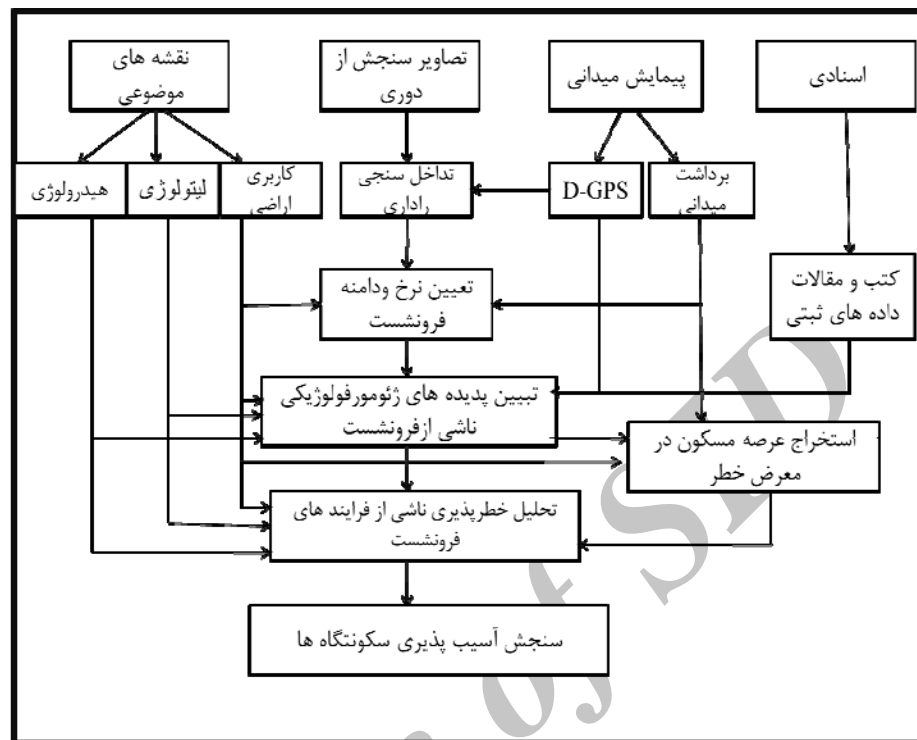 نقشه های
موضوعی
تصاویر سنجش از
دوری
پیمایش میدانی
اسنادی
هیدرولوژی
لیتولوژی
کاربری
اراضی
تداخل سنجی
راداری
D-GPS
برداشت
میدانی
کتب و مقالات
داده های ثبتی
تعیین نرخ ودامنه
فرونشست
تبیین پدیده های ژئومورفولوژیکی
ناشی ازفرونشست
استخراج عرصه مسکون در
معرض خطر
تحلیل خطرپذیری ناشی از فرایند های
فرونشست
سنجش آسیب پذیری سکونتگاه ها
of SID